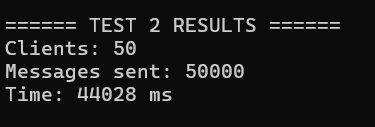 ====== TEST 2 RESULTS ======
Clients: 50
Messages sent: 50000
Time: 44028 ms